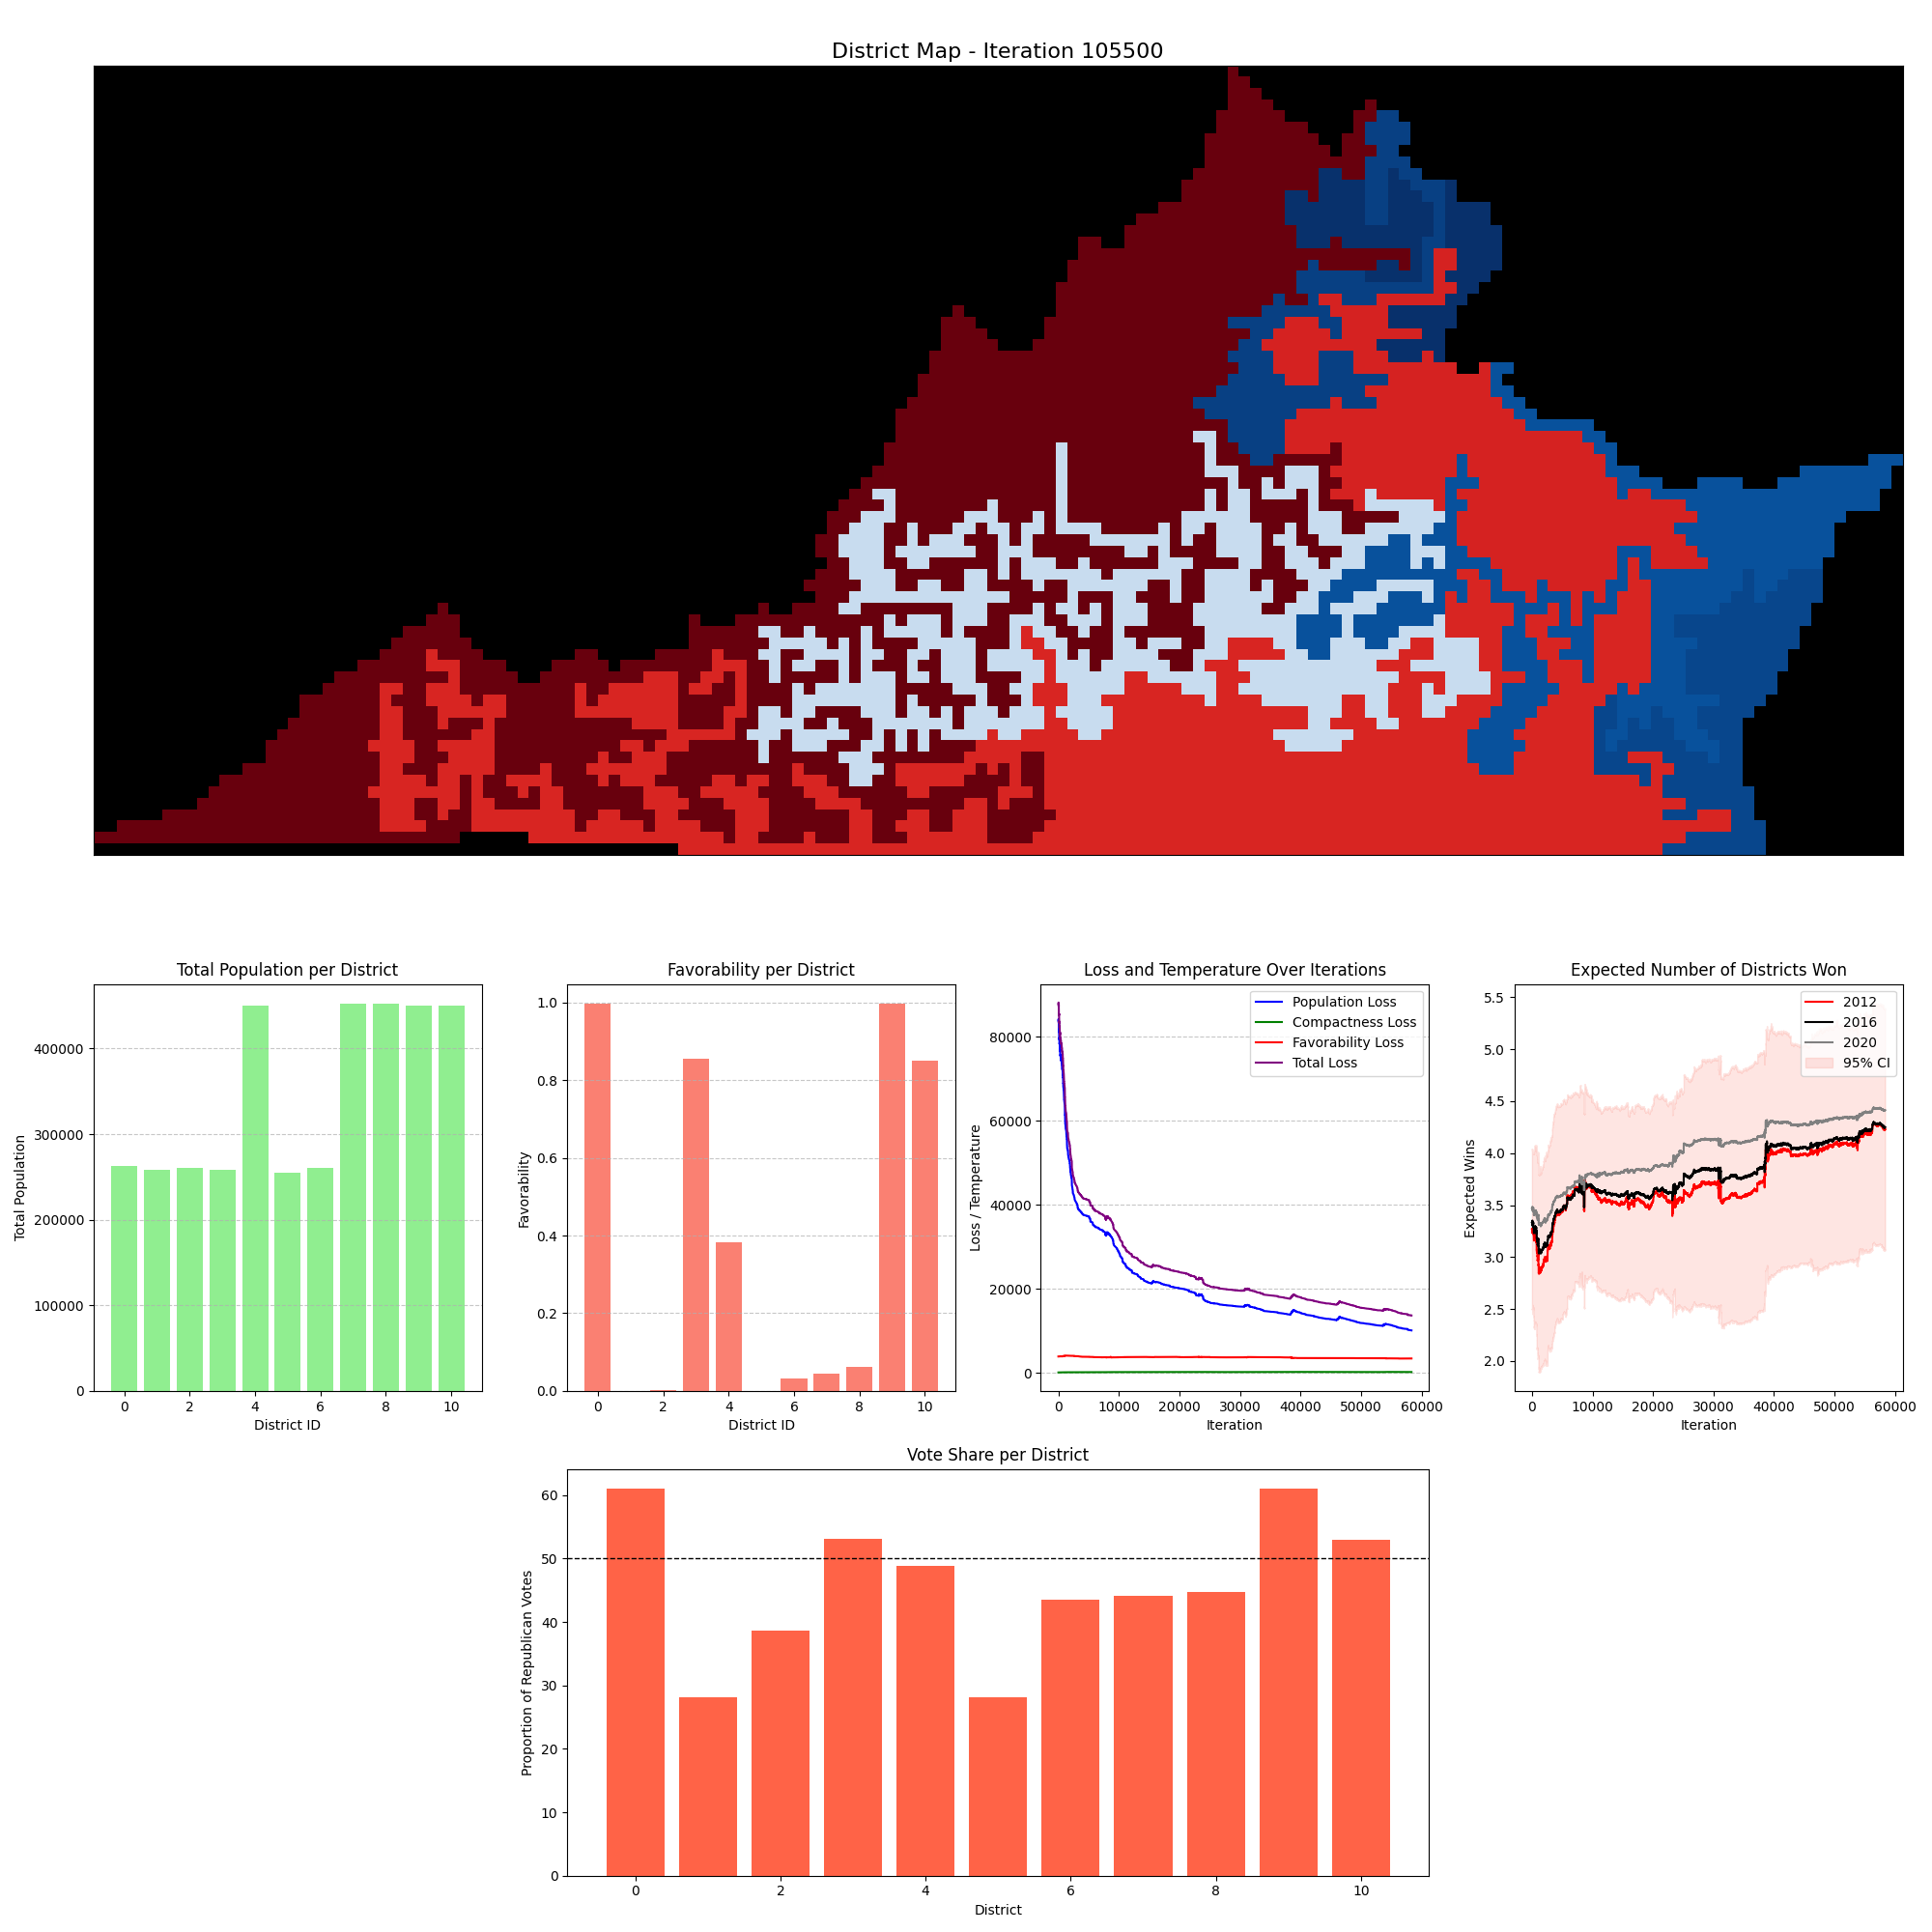 District Map - Iteration 105500
Total Population per District
Total Population
400000
300000
200000
100000
0
0 2 4 6 8 10
District ID
Favorability per District
Favorability
1.0
0.8
0.6
0.4
0.2
0.0
0 2 4 6 8 10
District ID
Loss and Temperature Over Iterations
Loss / Temperature
80000
60000
40000
20000
0
Population Loss
Compactness Loss
Favorability Loss
Total Loss
0 10000 20000 30000 40000 50000 60000
Iteration
Expected Number of Districts Won
Expected Wins
5.5
5.0
4.5
4.0
3.5
3.0
2.5
2.0
2012
2016
2020
95% CI
0 10000 20000 30000 40000 50000 60000
Iteration
Vote Share per District
Proportion of Republican Votes
60
50
40
30
20
10
0
0 2 4 6 8 10
District